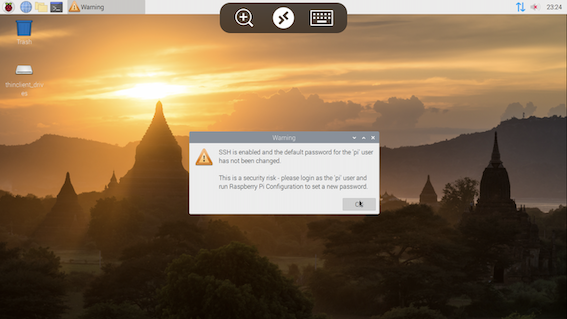 Warning
23:24
Trash
thinclient_driv
es
Warning
SSH is enabled and the default password for the 'pi' user
has not been changed.
This is a security risk - please login as the 'pi' user and
run Raspberry Pi Configuration to set a new password.